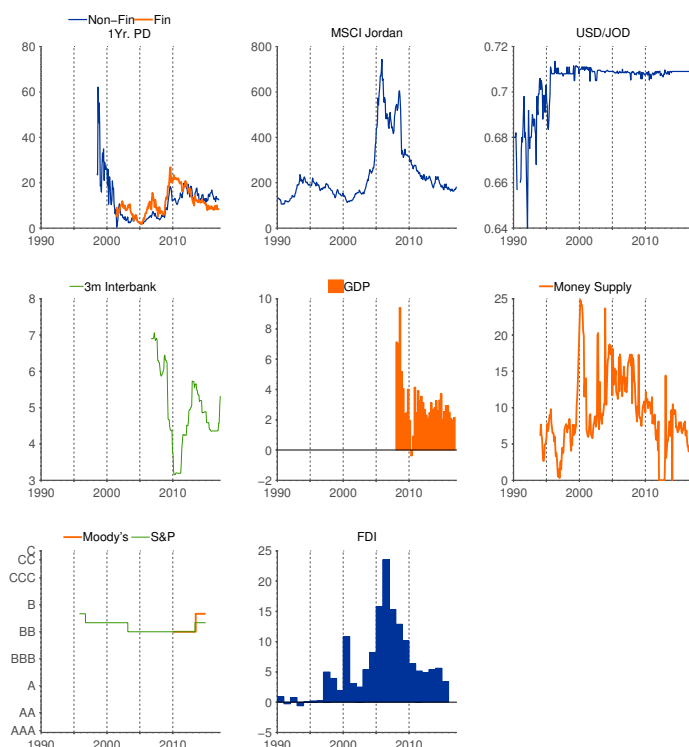 Non-Fin Fin
1Yr. PD
80
60
40
20
0
1990 2000 2010
MSCI Jordan
800
600
400
200
0
1990 2000 2010
USD/JOD
0.72
0.7
0.68
0.66
0.64
1990 2000 2010
3m Interbank
8
7
6
5
4
3
1990 2000 2010
GDP
10
8
6
4
2
0
−2
1990 2000 2010
Money Supply
25
20
15
10
5
0
1990 2000 2010
Moody's S&P
C
CC
CCC
B
BB
BBB
A
AA
AAA
1990 2000 2010
FDI
25
20
15
10
5
0
−5
1990 2000 2010